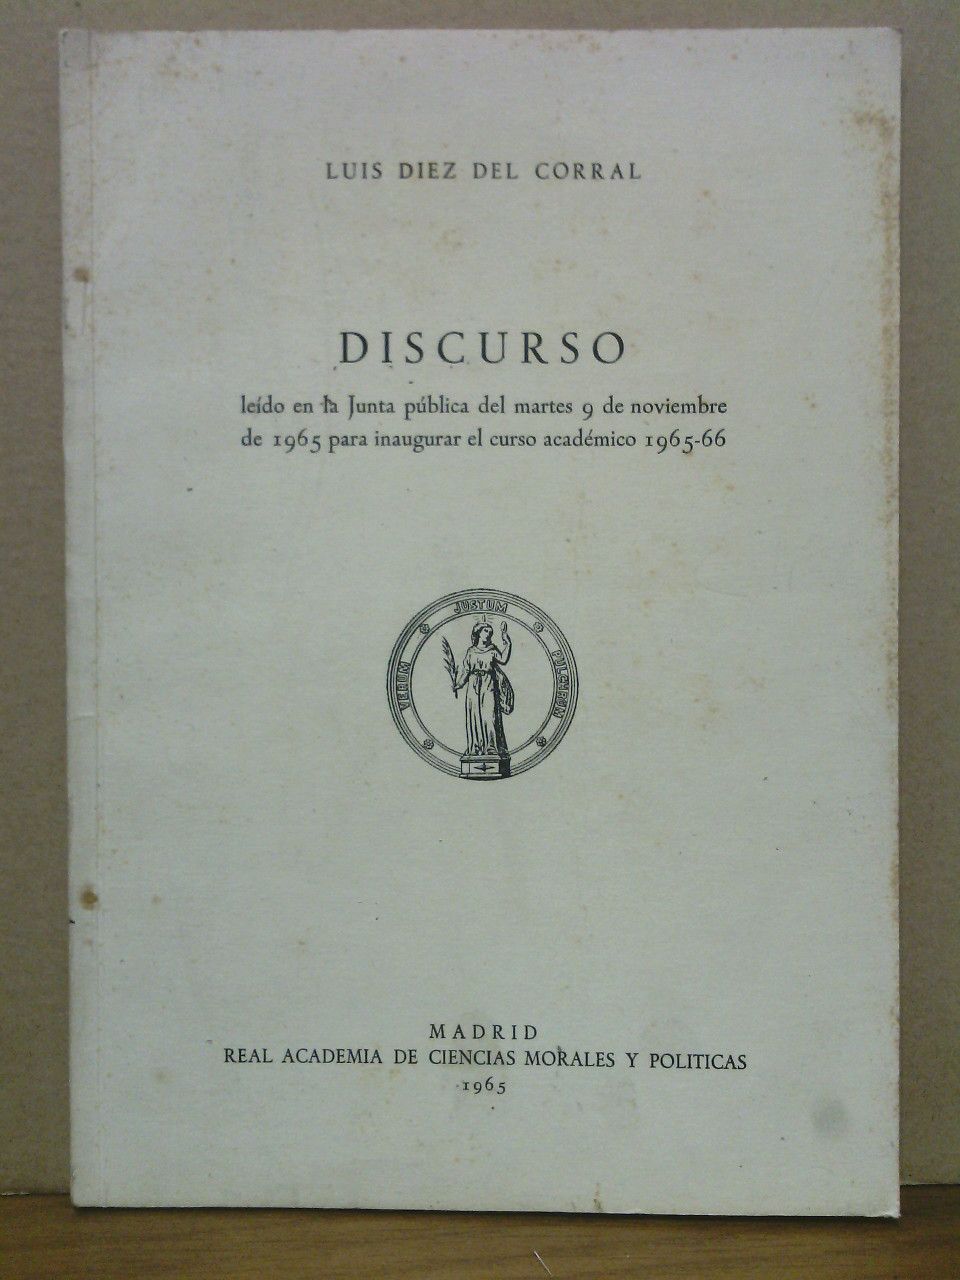 LUIS DIEZ DEL CORRAL
DISCURSO
leído en la Junta pública del martes 9 de noviembre
de 1965 para inaugurar el curso académico 1965-66
JUSTUM
VERUM
PULCHRUM
MADRID
REAL ACADEMIA DE CIENCIAS MORALES Y POLITICAS
1965